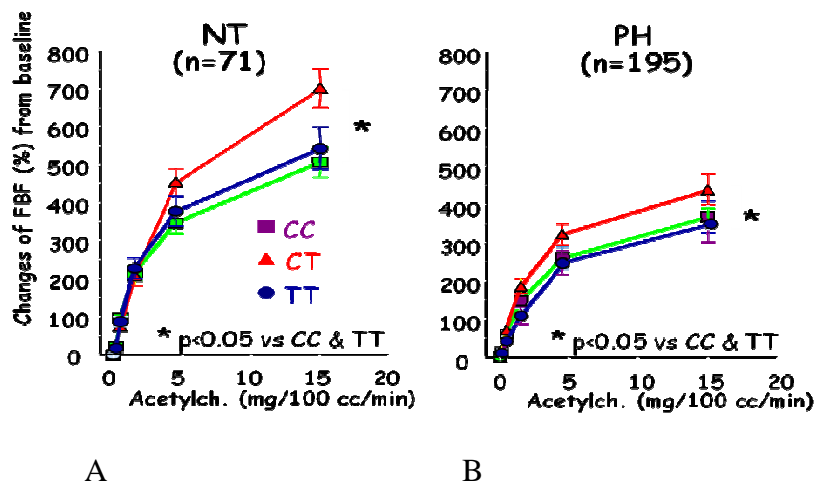 NT
(n=71)
Changes of FBF (%) from baseline
800
700
600
500
400
300
200
100
0
*
CC
CT
TT
* p<0.05 vs CC & TT
0
5
10
15
20
Acetylch. (mg/100 cc/min)
A
PH
(n=195)
800
700
600
500
400
300
200
100
0
*
* p<0.05 vs CC & TT
0
5
10
15
20
Acetylch. (mg/100 cc/min)
B